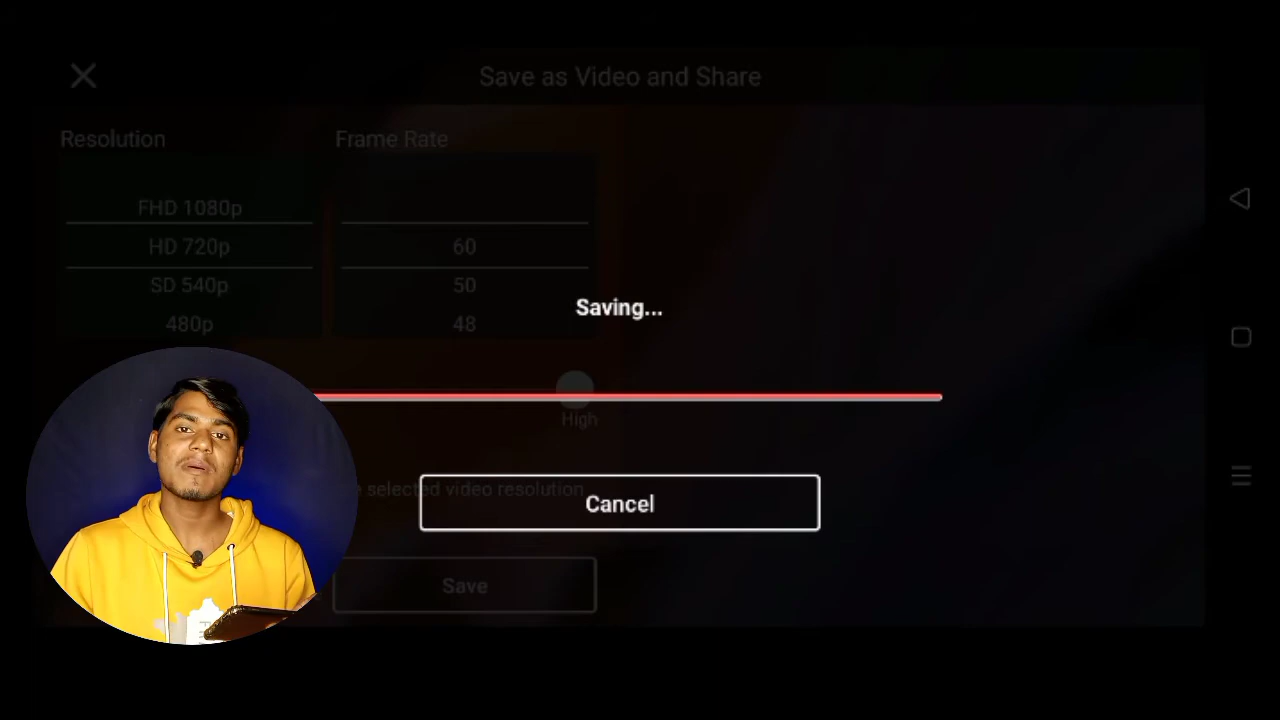 Save as Video and Share
Resolution
Frame Rate
FHD 1080p
HD 720p
60
SD 540p
50
480p
48
Saving...
High
selected video resolution
Cancel
Save